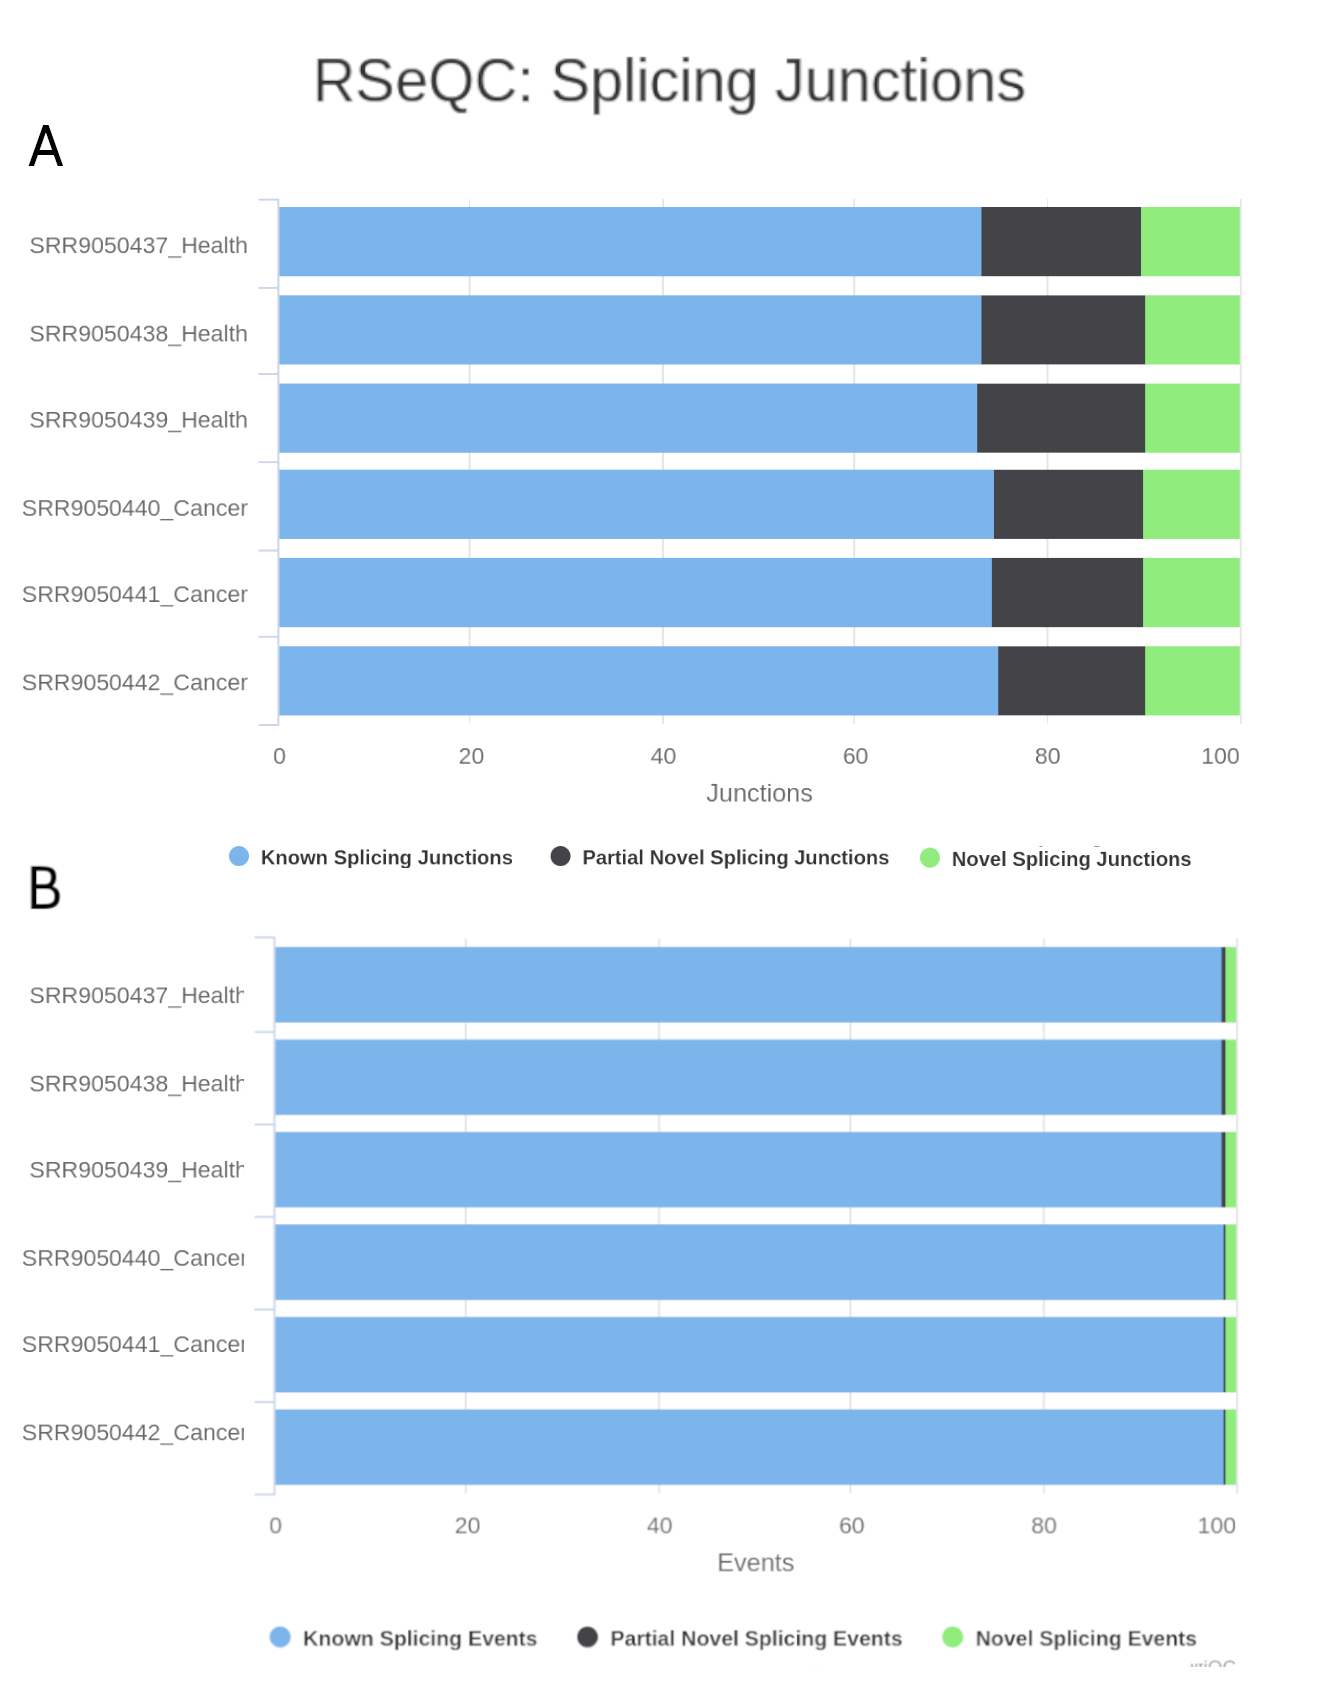 RSeQC: Splicing Junctions
A
SRR9050437_Health
SRR9050438_Health
SRR9050439_Health
SRR9050440_Cancer
SRR9050441_Cancer
SRR9050442_Cancer
0 20 40 60 80 100
Junctions
Known Splicing Junctions Partial Novel Splicing Junctions Novel Splicing Junctions
B
SRR9050437_Health
SRR9050438_Health
SRR9050439_Health
SRR9050440_Cancer
SRR9050441_Cancer
SRR9050442_Cancer
0 20 40 60 80 100
Events
Known Splicing Events Partial Novel Splicing Events Novel Splicing Events